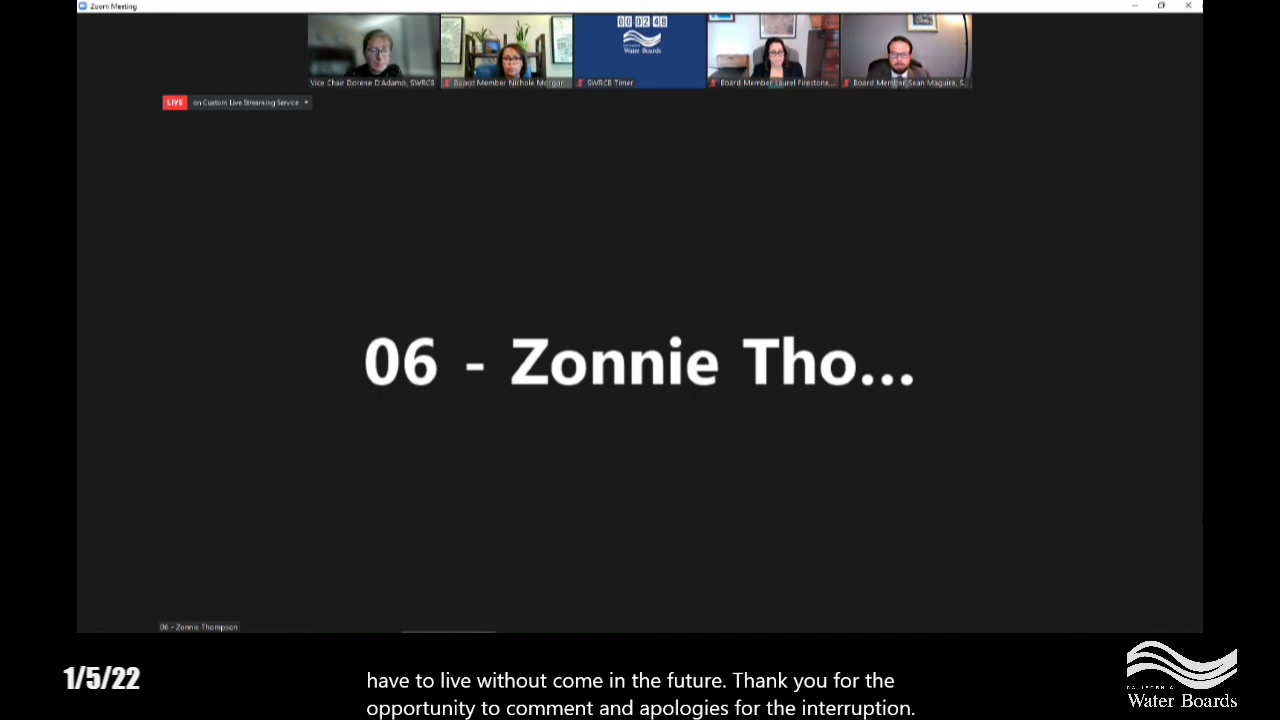 Zoom Meeting
00 02 48
CALIFORNIA
Water Boards
Vice Chair Dorene D'Adamo, SWRCB
Board Member Nichole Morgan
SWRCB Timer
Board Member Laurel Firestone,...
Board Member Sean Maguire, S...
LIVE on Custom Live Streaming Service
06 - Zonnie Tho...
06 - Zonnie Thompson
1/5/22
have to live without come in the future. Thank you for the
opportunity to comment and apologies for the interruption.
CALIFORNIA
Water Boards